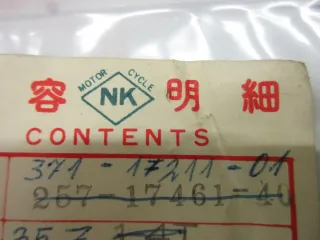 MOTOR CYCLE
容 NK 明細
CONTENTS
371-17211-01
257-17461-40